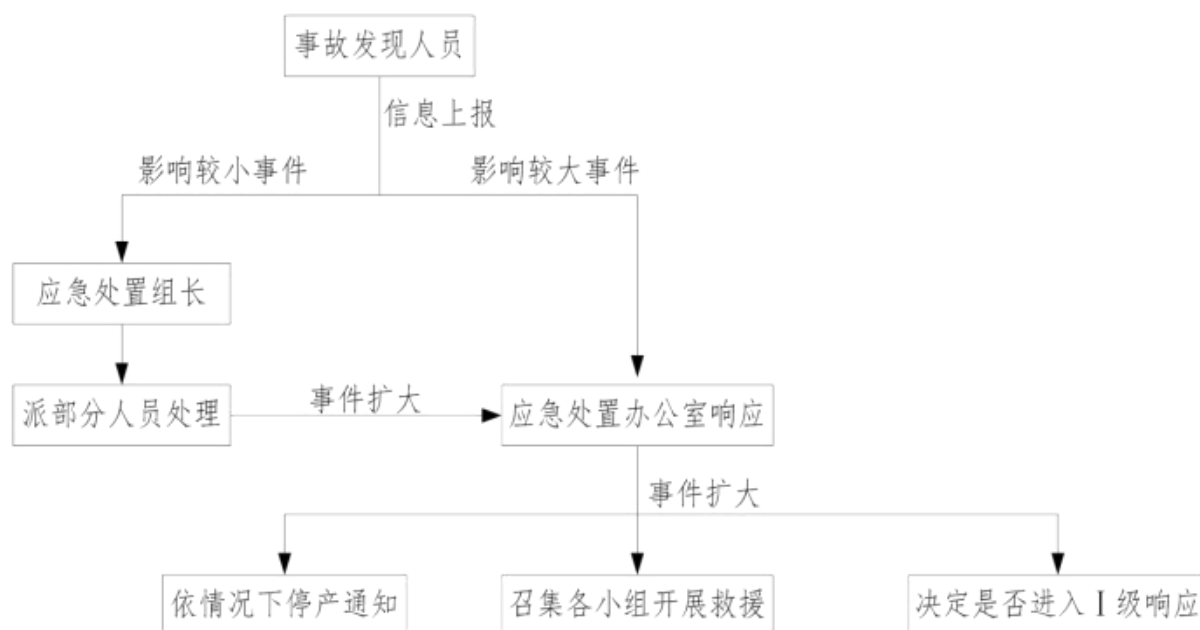 事故发现人员
信息上报
影响较小事件
影响较大事件
应急处置组长
派部分人员处理
事件扩大
应急处置办公室响应
事件扩大
依情况下停产通知
召集各小组开展救援
决定是否进入Ⅰ级响应